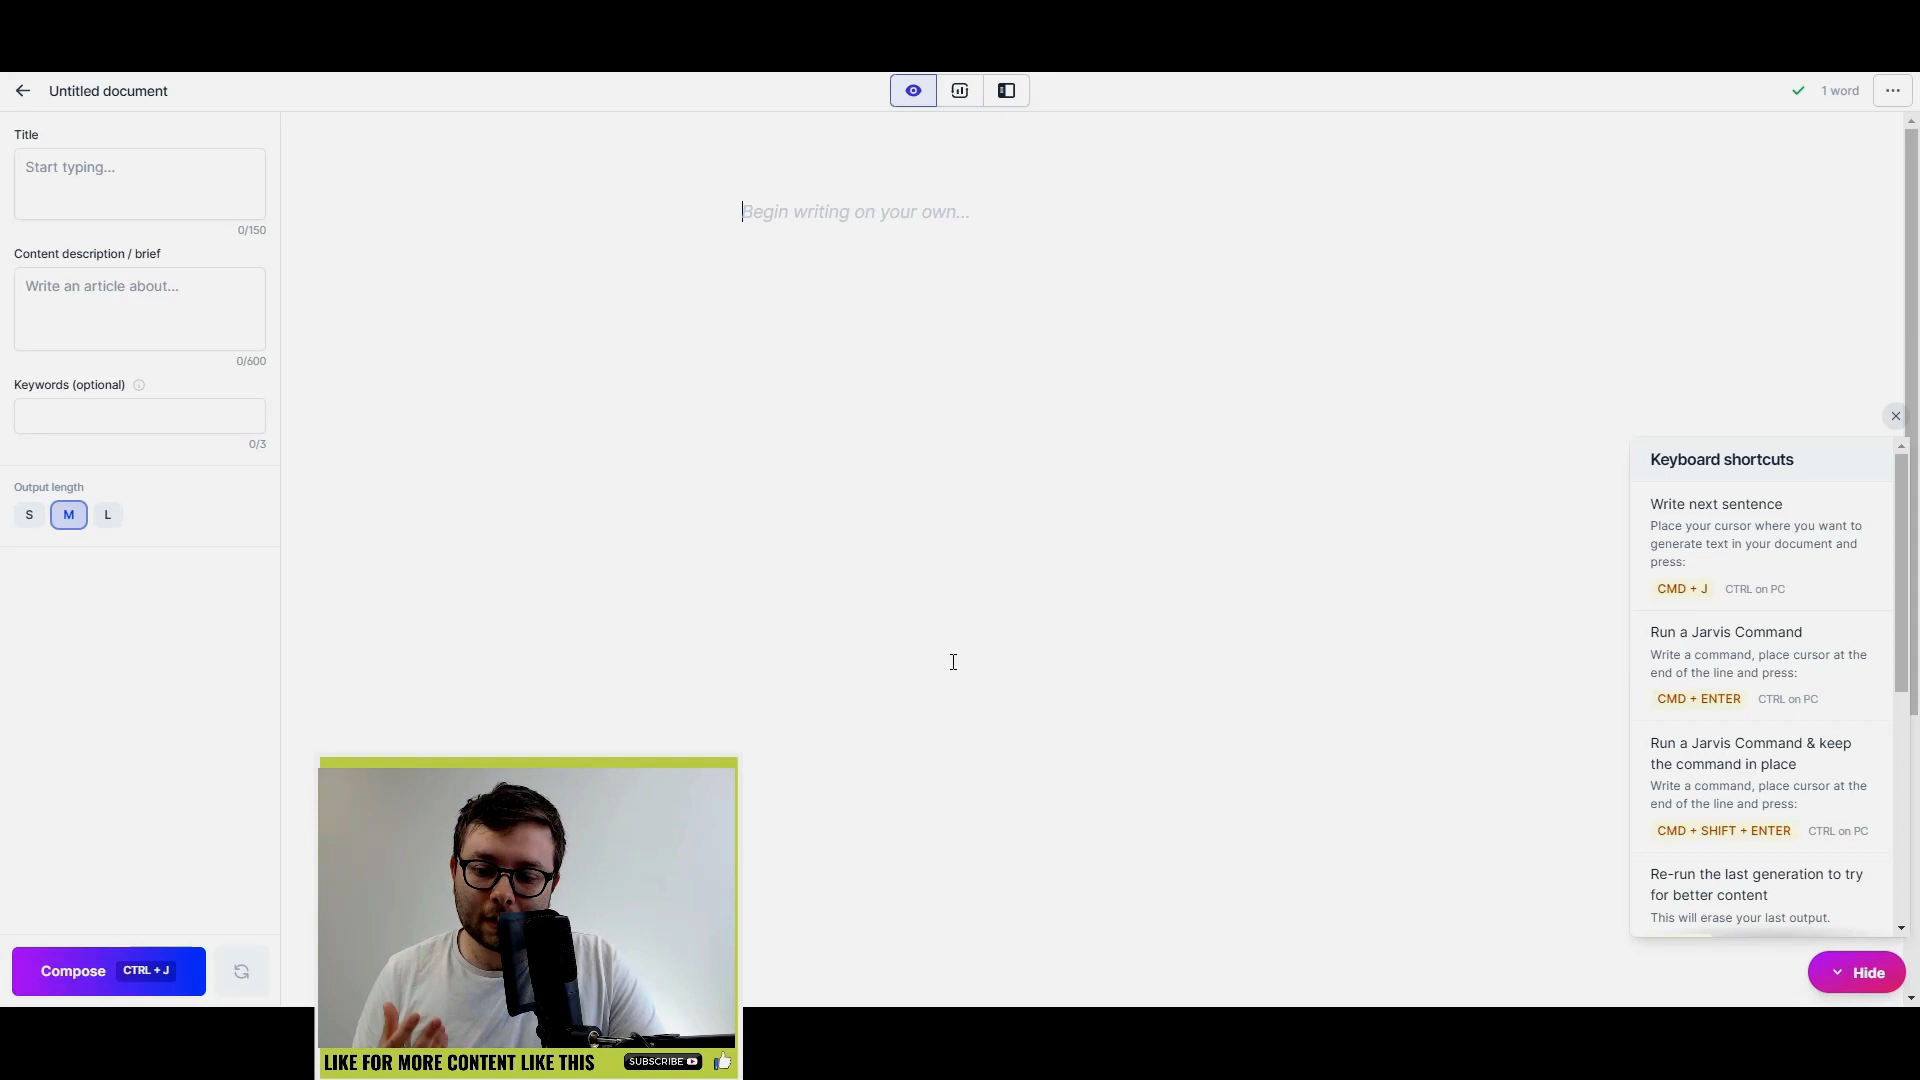 Untitled document
1 word
Title
Start typing...
0/150
Content description / brief
Write an article about...
0/600
Keywords (optional)
0/3
Output length
S M L
Compose CTRL + J
Begin writing on your own...
Keyboard shortcuts
Write next sentence
Place your cursor where you want to
generate text in your document and
press:
CMD + J CTRL on PC
Run a Jarvis Command
Write a command, place cursor at the
end of the line and press:
CMD + ENTER CTRL on PC
Run a Jarvis Command & keep
the command in place
Write a command, place cursor at the
end of the line and press:
CMD + SHIFT + ENTER CTRL on PC
Re-run the last generation to try
for better content
This will erase your last output.
Hide
LIKE FOR MORE CONTENT LIKE THIS SUBSCRIBE